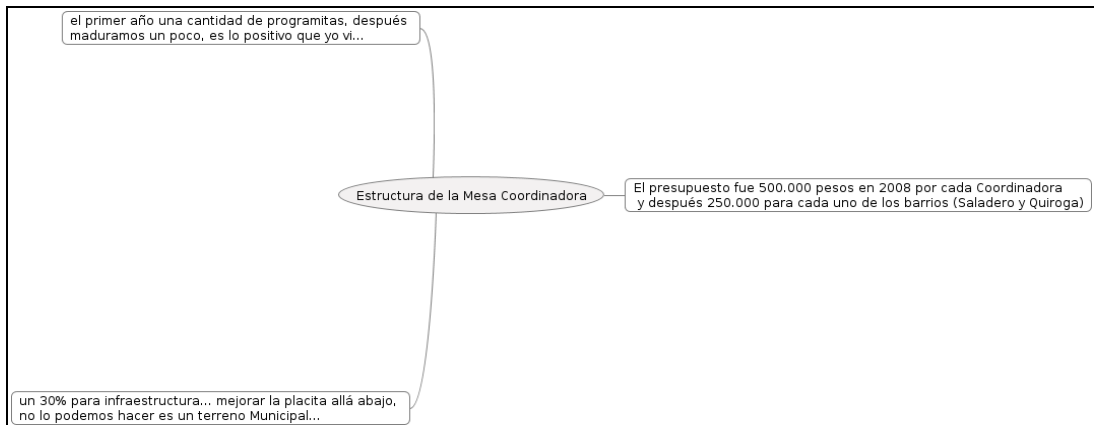 el primer año una cantidad de programitas, después
maduramos un poco, es lo positivo que yo vi...
Estructura de la Mesa Coordinadora
El presupuesto fue 500.000 pesos en 2008 por cada Coordinadora
y después 250.000 para cada uno de los barrios (Saladero y Quiroga)
un 30% para infraestructura... mejorar la placita allá abajo,
no lo podemos hacer es un terreno Municipal...